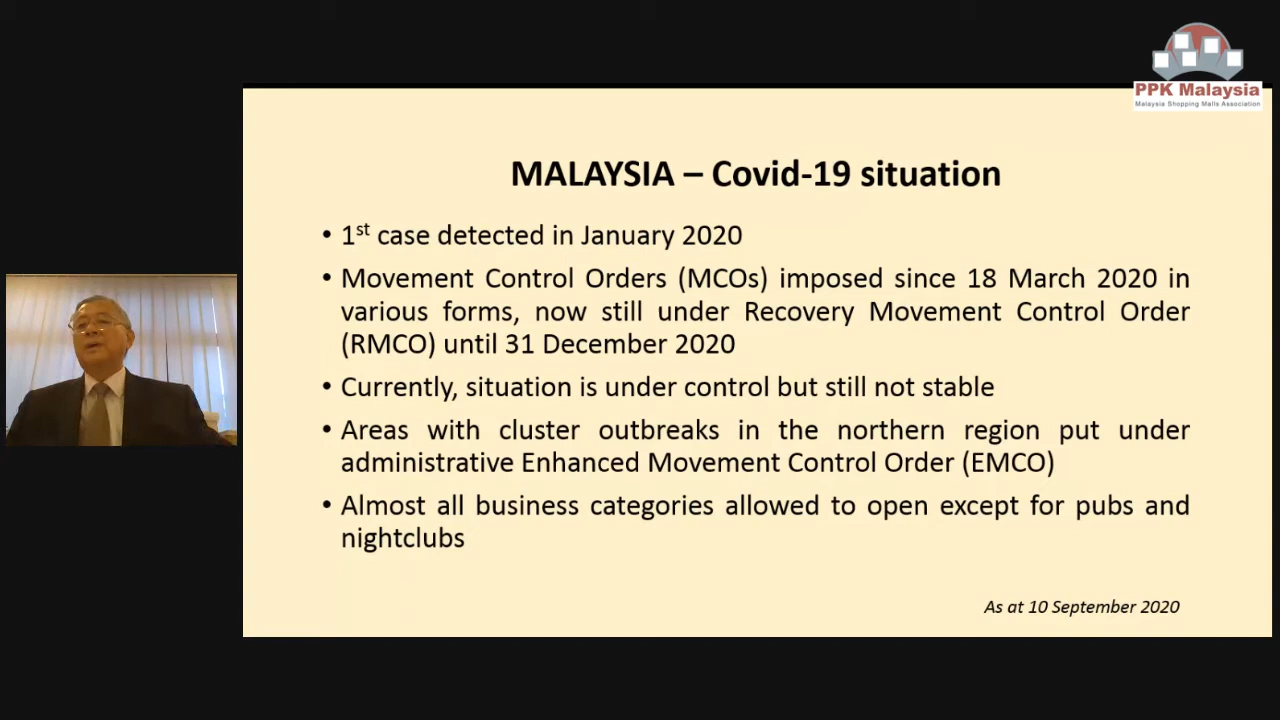 PPK Malaysia
Malaysia Shopping Malls Association
MALAYSIA – Covid-19 situation
• 1st case detected in January 2020
• Movement Control Orders (MCOs) imposed since 18 March 2020 in
various forms, now still under Recovery Movement Control Order
(RMCO) until 31 December 2020
• Currently, situation is under control but still not stable
• Areas with cluster outbreaks in the northern region put under
administrative Enhanced Movement Control Order (EMCO)
• Almost all business categories allowed to open except for pubs and
nightclubs
As at 10 September 2020